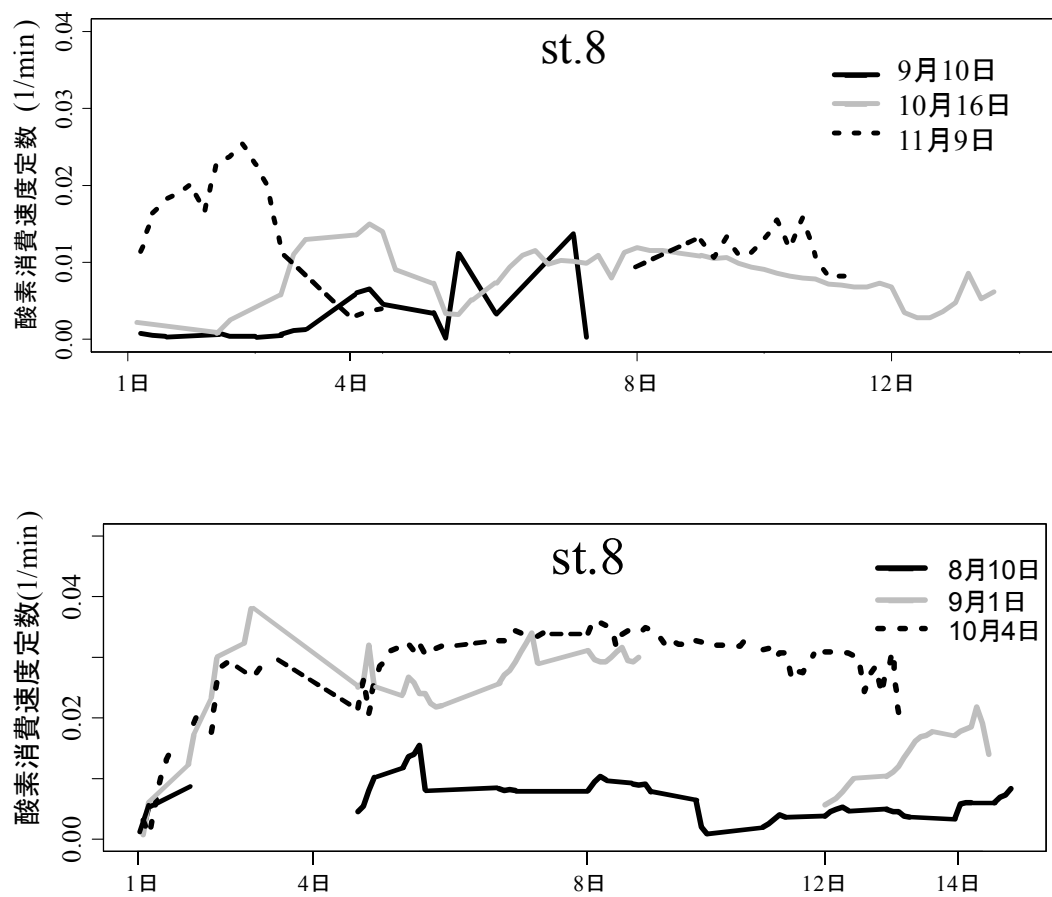 st.8
9月10日
10月16日
11月9日
酸素消費速度定数 (1/min)
0.04
0.03
0.02
0.01
0.00
1日
4日
8日
12日
st.8
8月10日
9月1日
10月4日
酸素消費速度定数(1/min)
0.04
0.02
0.00
1日
4日
8日
12日
14日